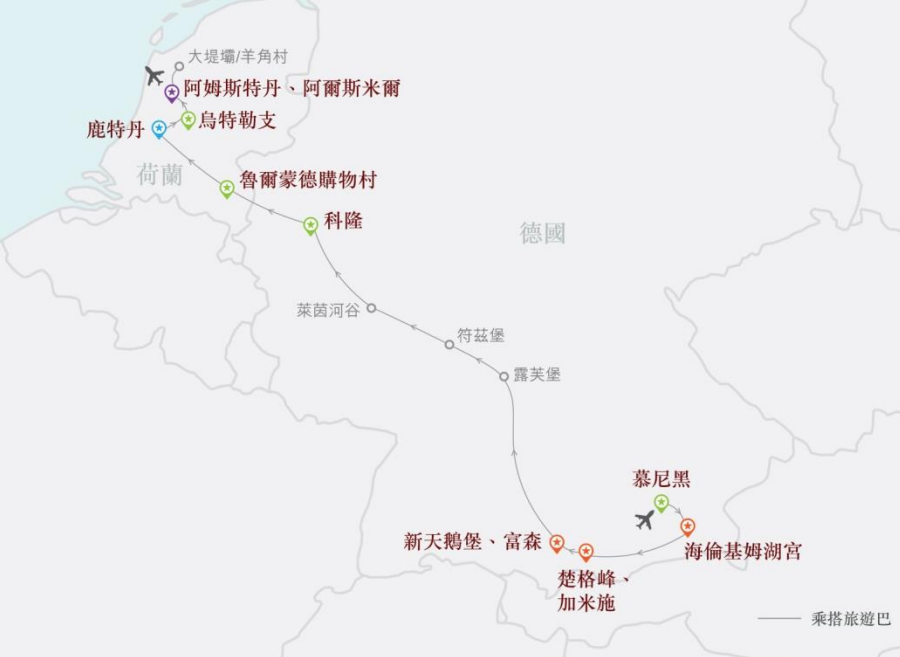 大堤壩/羊角村
阿姆斯特丹、阿爾斯米爾
烏特勒支
鹿特丹
荷蘭
魯爾蒙德購物村
科隆
德國
萊茵河谷
符茲堡
露芙堡
慕尼黑
新天鵝堡、富森
海倫基姆湖宮
楚格峰、
加米施
乘搭旅遊巴